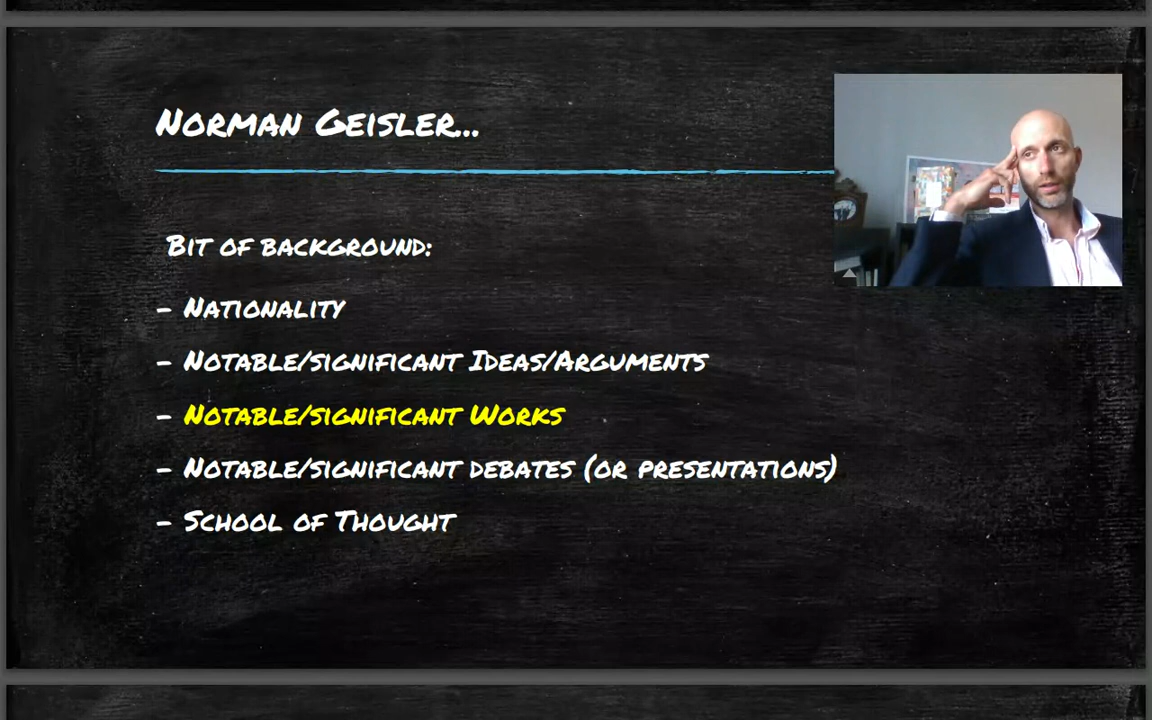 Norman Geisler...
Bit of background:
- Nationality
- Notable/significant Ideas/Arguments
- Notable/significant Works
- Notable/significant debates (or presentations)
- School of Thought